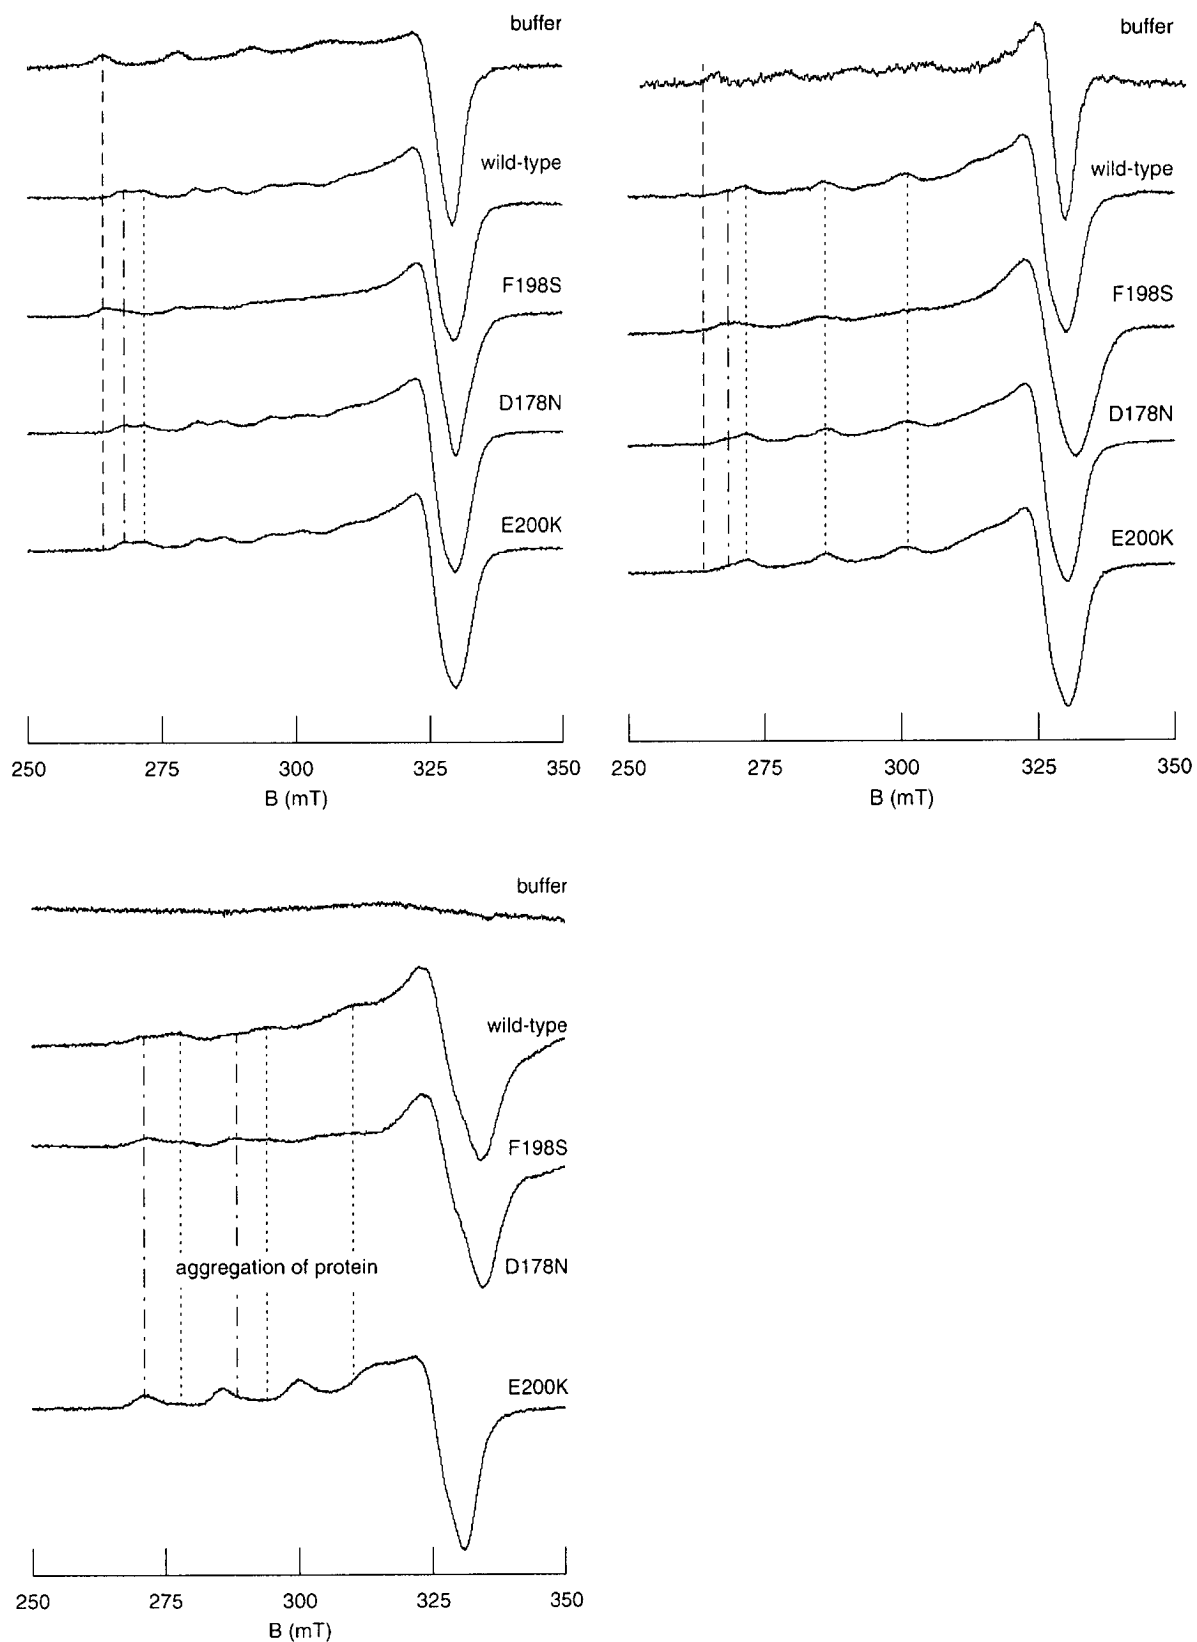 buffer
wild-type
F198S
D178N
E200K
250 275 300 325 350
B (mT)
buffer
wild-type
F198S
D178N
E200K
250 275 300 325 350
B (mT)
buffer
wild-type
F198S
aggregation of protein D178N
E200K
250 275 300 325 350
B (mT)